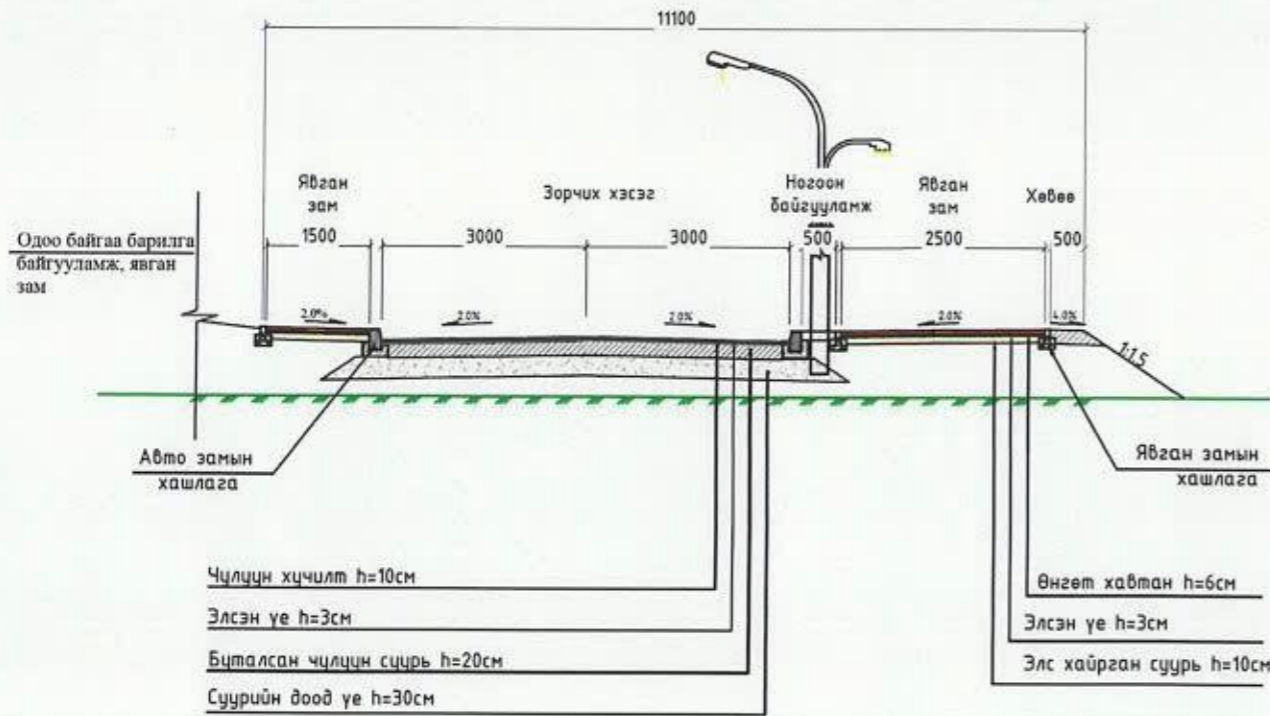 11100
Явган
зам
Зорчих хэсэг
Ногоон
байгууламж
Явган
зам
Хөвөө
Одоо байгаа барилга
байгууламж, явган
зам
1500
3000
3000
500
2500
500
2.0%
2.0%
2.0%
2.0%
4.0%
1:1.5
Авто замын
хашлага
Явган замын
хашлага
Чулуун хучилт h=10см
Элсэн үе h=3см
Буталсан чулуун суурь h=20см
Суурийн доод үе h=30см
Өнгөт хавтан h=6см
Элсэн үе h=3см
Элс хайрган суурь h=10см